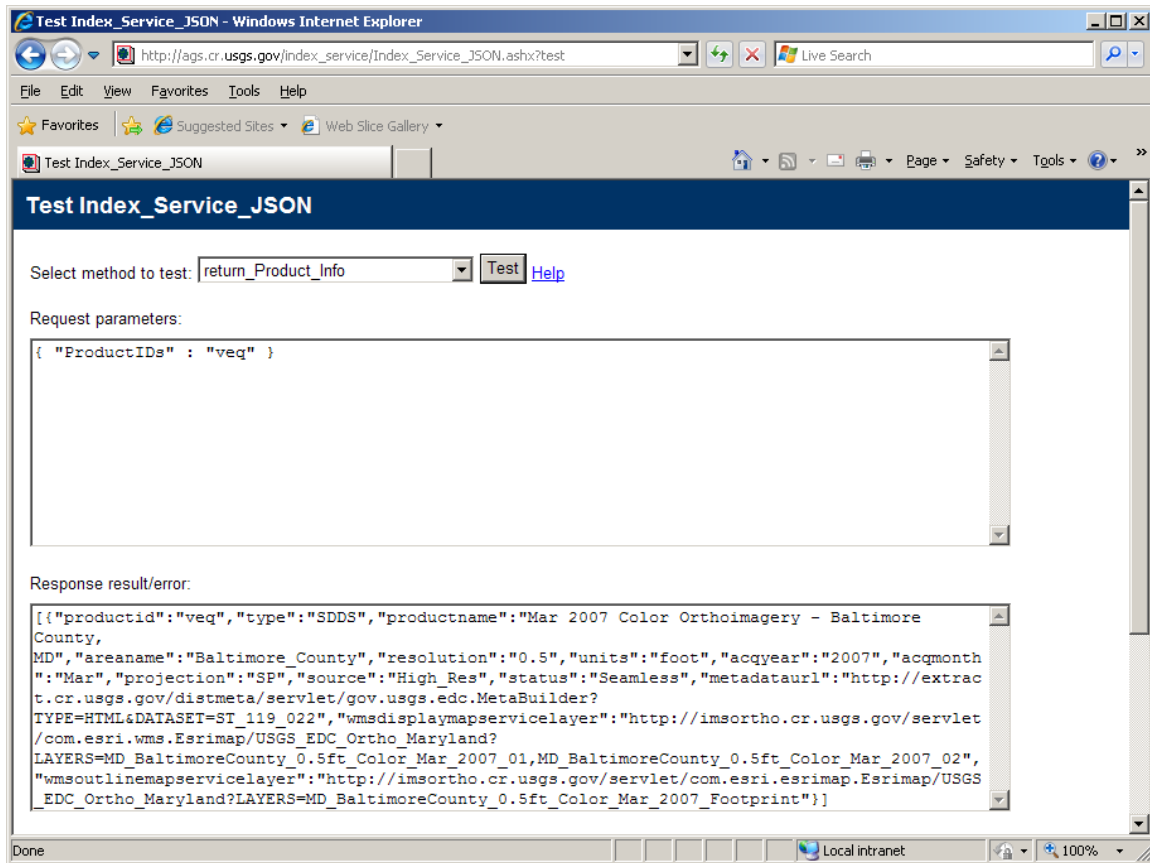 Test Index_Service_JSON - Windows Internet Explorer
http://ags.cr.usgs.gov/index_service/Index_Service_JSON.ashx?test
Live Search
File Edit View Favorites Tools Help
Favorites Suggested Sites Web Slice Gallery
Test Index_Service_JSON
Page Safety Tools
Test Index_Service_JSON
Select method to test: return_Product_Info Test Help
Request parameters:
{ "ProductIDs" : "veq" }
Response result/error:
[{"productid":"veq","type":"SDDS","productname":"Mar 2007 Color Orthoimagery - Baltimore
County,
MD","areaname":"Baltimore_County","resolution":"0.5","units":"foot","acqyear":"2007","acqmonth
":"Mar","projection":"SP","source":"High_Res","status":"Seamless","metadataurl":"http://extrac
t.cr.usgs.gov/distmeta/servlet/gov.usgs.edc.MetaBuilder?
TYPE=HTML&DATASET=ST_119_022","wmsdisplaymapservicelayer":"http://imsortho.cr.usgs.gov/servlet
/com.esri.wms.Esrimap/USGS_EDC_Ortho_Maryland?
LAYERS=MD_BaltimoreCounty_0.5ft_Color_Mar_2007_01,MD_BaltimoreCounty_0.5ft_Color_Mar_2007_02",
"wmsoutlinemapservicelayer":"http://imsortho.cr.usgs.gov/servlet/com.esri.esrimap.Esrimap/USGS
_EDC_Ortho_Maryland?LAYERS=MD_BaltimoreCounty_0.5ft_Color_Mar_2007_Footprint"}]
Done Local intranet 100%